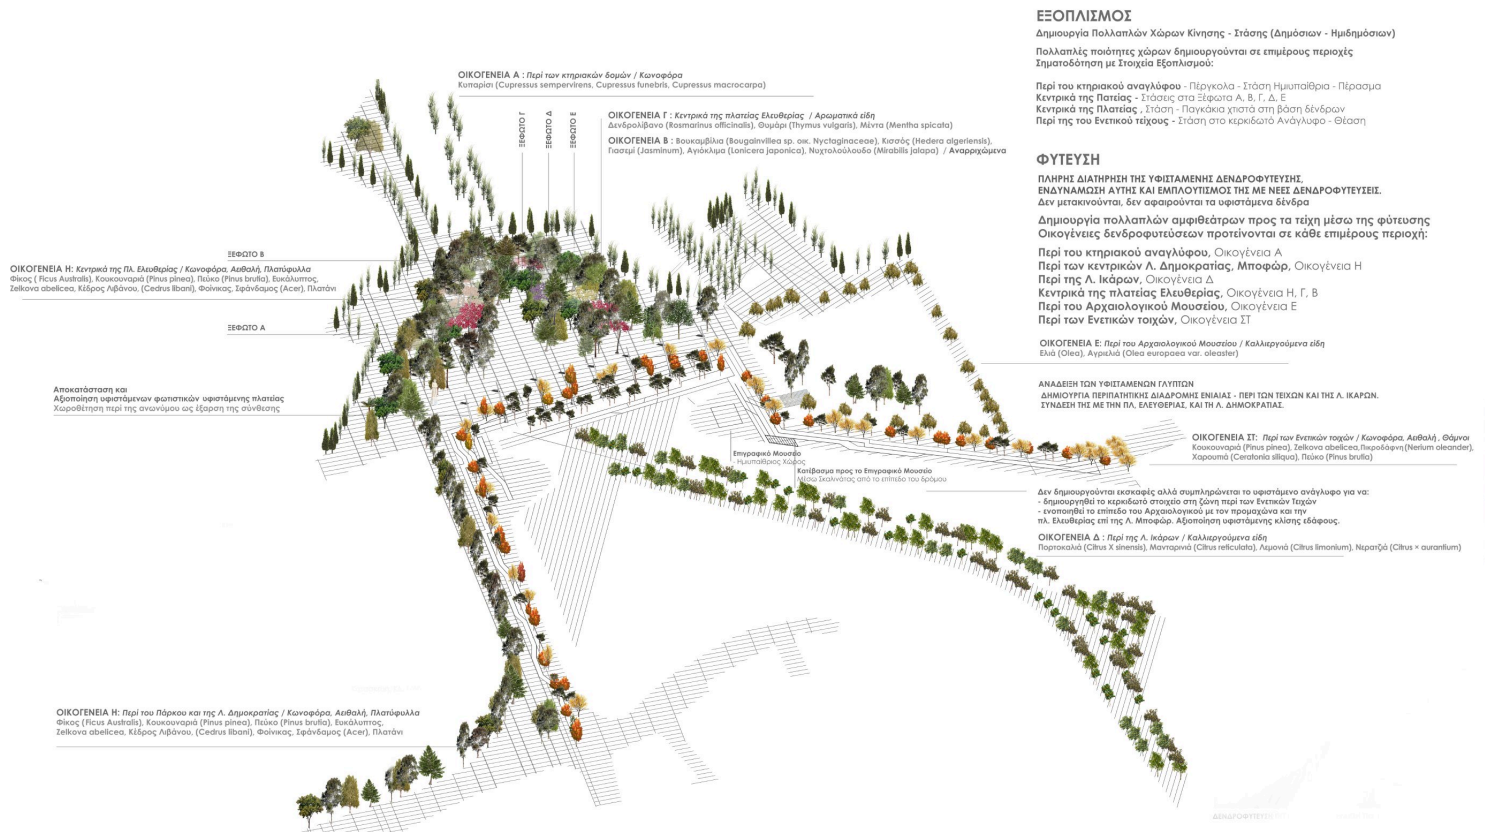 ΕΞΟΠΛΙΣΜΟΣ
Δημιουργία Πολλαπλών Χώρων Κίνησης - Στάσης (Δημόσιων - Ημιδημόσιων)
Πολλαπλές ποιότητες χώρων δημιουργούνται σε επιμέρους περιοχές
Σηματοδότηση με Στοιχεία Εξοπλισμού:
Περί του κτηριακού αναγλύφου - Πέργκολα - Στάση Ημιυπαίθρια - Πέρασμα
Κεντρικά της Πατείας - Στάσεις στα Ξέφωτα Α, Β, Γ, Δ, Ε
Κεντρικά της Πλατείας , Στάση - Παγκάκια χτιστά στη βάση δένδρων
Περί της του Ενετικού τείχους - Στάση στο κερκιδωτό Ανάγλυφο - Θέαση
ΦΥΤΕΥΣΗ
ΠΛΗΡΗΣ ΔΙΑΤΗΡΗΣΗ ΤΗΣ ΥΦΙΣΤΑΜΕΝΗΣ ΔΕΝΔΡΟΦΥΤΕΥΣΗΣ,
ΕΝΔΥΝΑΜΩΣΗ ΑΥΤΗΣ ΚΑΙ ΕΜΠΛΟΥΤΙΣΜΟΣ ΤΗΣ ΜΕ ΝΕΕΣ ΔΕΝΔΡΟΦΥΤΕΥΣΕΙΣ.
Δεν μετακινούνται, δεν αφαιρούνται τα υφιστάμενα δένδρα
Δημιουργία πολλαπλών αμφιθεάτρων προς τα τείχη μέσω της φύτευσης
Οικογένειες δενδροφυτεύσεων προτείνονται σε κάθε επιμέρους περιοχή:
Περί του κτηριακού αναγλύφου, Οικογένεια Α
Περί των κεντρικών Λ. Δημοκρατίας, Μποφώρ, Οικογένεια Η
Περί της Λ. Ικάρων, Οικογένεια Δ
Κεντρικά της πλατείας Ελευθερίας, Οικογένεια Η, Γ, Β
Περί του Αρχαιολογικού Μουσείου, Οικογένεια Ε
Περί των Ενετικών τοιχών, Οικογένεια ΣΤ
ΟΙΚΟΓΕΝΕΙΑ Α : Περί των κτηριακών δομών / Κωνοφόρα
Κυπαρίσι (Cupressus sempervirens, Cupressus funebris, Cupressus macrocarpa)
ΟΙΚΟΓΕΝΕΙΑ Γ : Κεντρικά της πλατείας Ελευθερίας / Αρωματικά είδη
Δενδρολίβανο (Rosmarinus officinalis), Θυμάρι (Thymus vulgaris), Μέντα (Mentha spicata)
ΟΙΚΟΓΕΝΕΙΑ Β : Βουκαμβίλια (Bougainvillea sp. οικ. Nyctaginaceae), Κισσός (Hedera algeriensis),
Γιασεμί (Jasminum), Αγιόκλιμα (Lonicera japonica), Νυχτολούλουδο (Mirabilis jalapa) / Αναρριχώμενα
ΞΕΦΩΤΟ Γ
ΞΕΦΩΤΟ Δ
ΞΕΦΩΤΟ Ε
ΞΕΦΩΤΟ Β
ΟΙΚΟΓΕΝΕΙΑ Η: Κεντρικά της Πλ. Ελευθερίας / Κωνοφόρα, Αειθαλή, Πλατύφυλλα
Φίκος ( Ficus Australis), Κουκουναριά (Pinus pinea), Πεύκο (Pinus brutia), Ευκάλυπτος,
Zelkova abelicea, Κέδρος Λιβάνου, (Cedrus libani), Φοίνικας, Σφάνδαμος (Acer), Πλατάνι
ΞΕΦΩΤΟ Α
Αποκατάσταση και
Αξιοποίηση υφιστάμενων φωτιστικών υφιστάμενης πλατείας
Χωροθέτηση περί της ανωνύμου ως έξαρση της σύνθεσης
ΟΙΚΟΓΕΝΕΙΑ Ε: Περί του Αρχαιολογικού Μουσείου / Καλλιεργούμενα είδη
Ελιά (Olea), Αγριελιά (Olea europaea var. oleaster)
ΑΝΑΔΕΙΞΗ ΤΩΝ ΥΦΙΣΤΑΜΕΝΩΝ ΓΛΥΠΤΩΝ
ΔΗΜΙΟΥΡΓΙΑ ΠΕΡΙΠΑΤΗΤΙΚΗΣ ΔΙΑΔΡΟΜΗΣ ΕΝΙΑΙΑΣ - ΠΕΡΙ ΤΩΝ ΤΕΙΧΩΝ ΚΑΙ ΤΗΣ Λ. ΙΚΑΡΩΝ.
ΣΥΝΔΕΣΗ ΤΗΣ ΜΕ ΤΗΝ ΠΛ, ΕΛΕΥΘΕΡΙΑΣ, ΚΑΙ ΤΗ Λ. ΔΗΜΟΚΡΑΤΙΑΣ.
ΟΙΚΟΓΕΝΕΙΑ ΣΤ: Περί των Ενετικών τοιχών / Κωνοφόρα, Αειθαλή , Θάμνοι
Κουκουναριά (Pinus pinea), Zelkova abelicea,Πικροδάφνη (Nerium oleander),
Χαρουπιά (Ceratonia siliqua), Πεύκο (Pinus brutia)
Επιγραφικό Μουσείο
- Ημιυπαίθριος Χώρος
Κατέβασμα προς το Επιγραφικό Μουσείο
Μέσω Σκαλινάτας από το επίπεδο του δρόμου
Δεν δημιουργούνται εκσκαφές αλλά συμπληρώνεται το υφιστάμενο ανάγλυφο για να:
- δημιουργηθεί το κερκιδωτό στοιχείο στη ζώνη περί των Ενετικών Τειχών
- ενοποιηθεί το επίπεδο του Αρχαιολογικού με τον προμαχώνα και την
πλ. Ελευθερίας επί της Λ. Μποφώρ. Αξιοποίηση υφιστάμενης κλίσης εδάφους.
ΟΙΚΟΓΕΝΕΙΑ Δ : Περί της Λ. Ικάρων / Καλλιεργούμενα είδη
Πορτοκαλιά (Citrus X sinensis), Μανταρινιά (Citrus reticulata), Λεμονιά (Citrus limonium), Νερατζιά (Citrus × aurantium)
ΟΙΚΟΓΕΝΕΙΑ Η: Περί του Πάρκου και της Λ. Δημοκρατίας / Κωνοφόρα, Αειθαλή, Πλατύφυλλα
Φίκος (Ficus Australis), Κουκουναριά (Pinus pinea), Πεύκο (Pinus brutia), Ευκάλυπτος,
Zelkova abelicea, Κέδρος Λιβάνου, (Cedrus libani), Φοίνικας, Σφάνδαμος (Acer), Πλατάνι